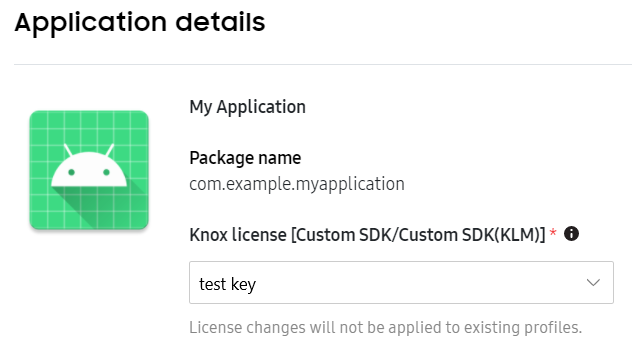 Application details
My Application
Package name
com.example.myapplication
Knox license [Custom SDK/Custom SDK(KLM)] *
test key
License changes will not be applied to existing profiles.